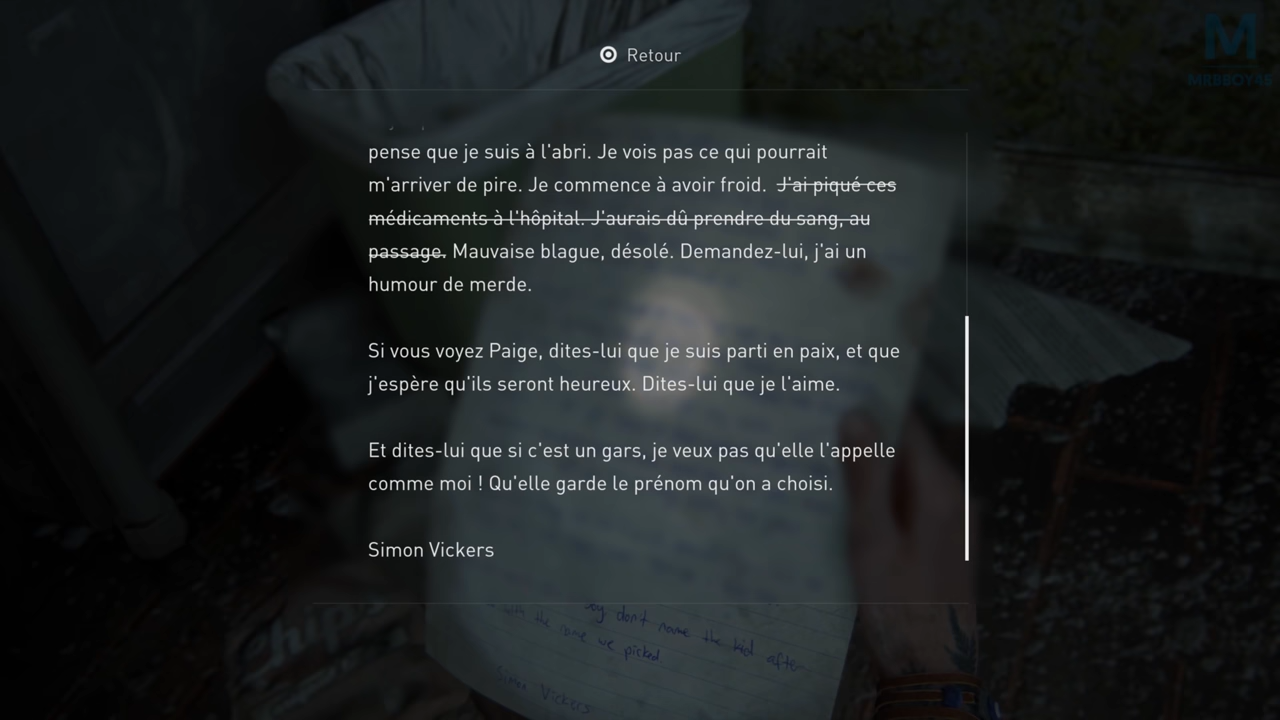 Retour
M
MRBBOY45
pense que je suis à l'abri. Je vois pas ce qui pourrait
m'arriver de pire. Je commence à avoir froid. J'ai piqué ces
médicaments à l'hôpital. J'aurais dû prendre du sang, au
passage. Mauvaise blague, désolé. Demandez-lui, j'ai un
humour de merde.
Si vous voyez Paige, dites-lui que je suis parti en paix, et que
j'espère qu'ils seront heureux. Dites-lui que je l'aime.
Et dites-lui que si c'est un gars, je veux pas qu'elle l'appelle
comme moi ! Qu'elle garde le prénom qu'on a choisi.
Simon Vickers
don't name the kid after
with the name we picked
Simon Vickers
chips